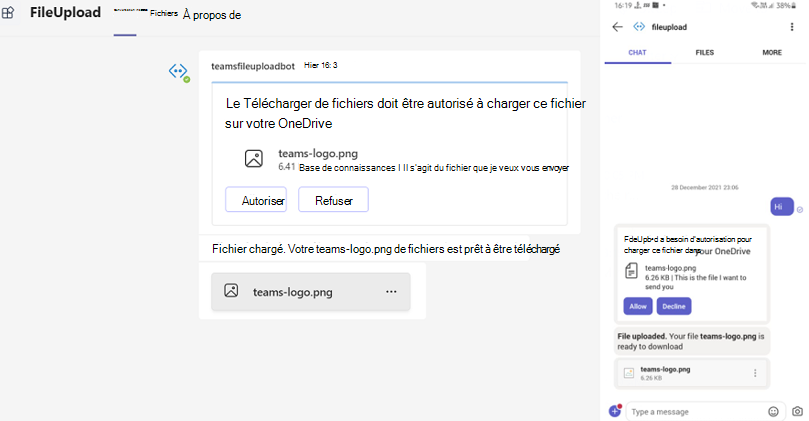 FileUpload
Fichiers
À propos de
teamsfileuploadbot
Hier 16: 3
Le Télécharger de fichiers doit être autorisé à charger ce fichier
sur votre OneDrive
teams-logo.png
6.41 Base de connaissances I Il s'agit du fichier que je veux vous envoyer
Autoriser
Refuser
Fichier chargé. Votre teams-logo.png de fichiers est prêt à être téléchargé
teams-logo.png
16:19
38%
fileupload
CHAT
FILES
MORE
28 December 2021 23:06
Hi
FdeUpb•d a besoin d'autorisation pour
charger ce fichier dans your OneDrive
teams-logo.png
6.26 KB | This is the file I want to
send you
Allow
Decline
File uploaded. Your file teams-logo.png is
ready to download
teams-logo.png
6.26 KB
Type a message